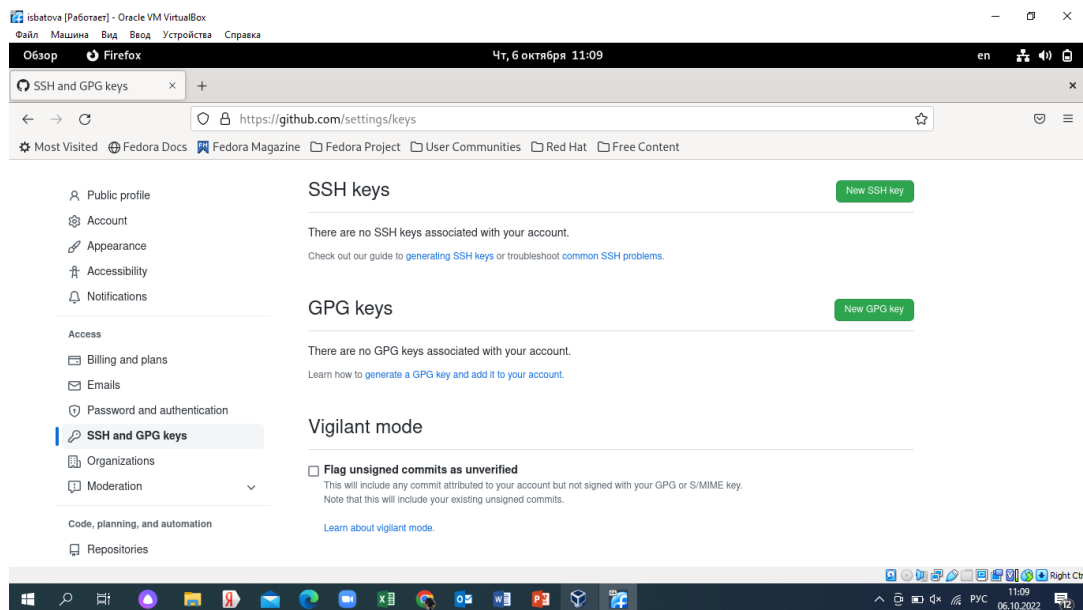 isbatova [Работает] - Oracle VM VirtualBox
Файл Машина Вид Ввод Устройства Справка
Обзор Firefox Чт, 6 октября 11:09 en
SSH and GPG keys
https://github.com/settings/keys
Most Visited Fedora Docs Fedora Magazine Fedora Project User Communities Red Hat Free Content
Public profile
Account
Appearance
Accessibility
Notifications
Access
Billing and plans
Emails
Password and authentication
SSH and GPG keys
Organizations
Moderation
Code, planning, and automation
Repositories
SSH keys
New SSH key
There are no SSH keys associated with your account.
Check out our guide to generating SSH keys or troubleshoot common SSH problems.
GPG keys
New GPG key
There are no GPG keys associated with your account.
Learn how to generate a GPG key and add it to your account.
Vigilant mode
Flag unsigned commits as unverified
This will include any commit attributed to your account but not signed with your GPG or S/MIME key.
Note that this will include your existing unsigned commits.
Learn about vigilant mode.
Right Ctr
РУС
11:09
06.10.2022
12